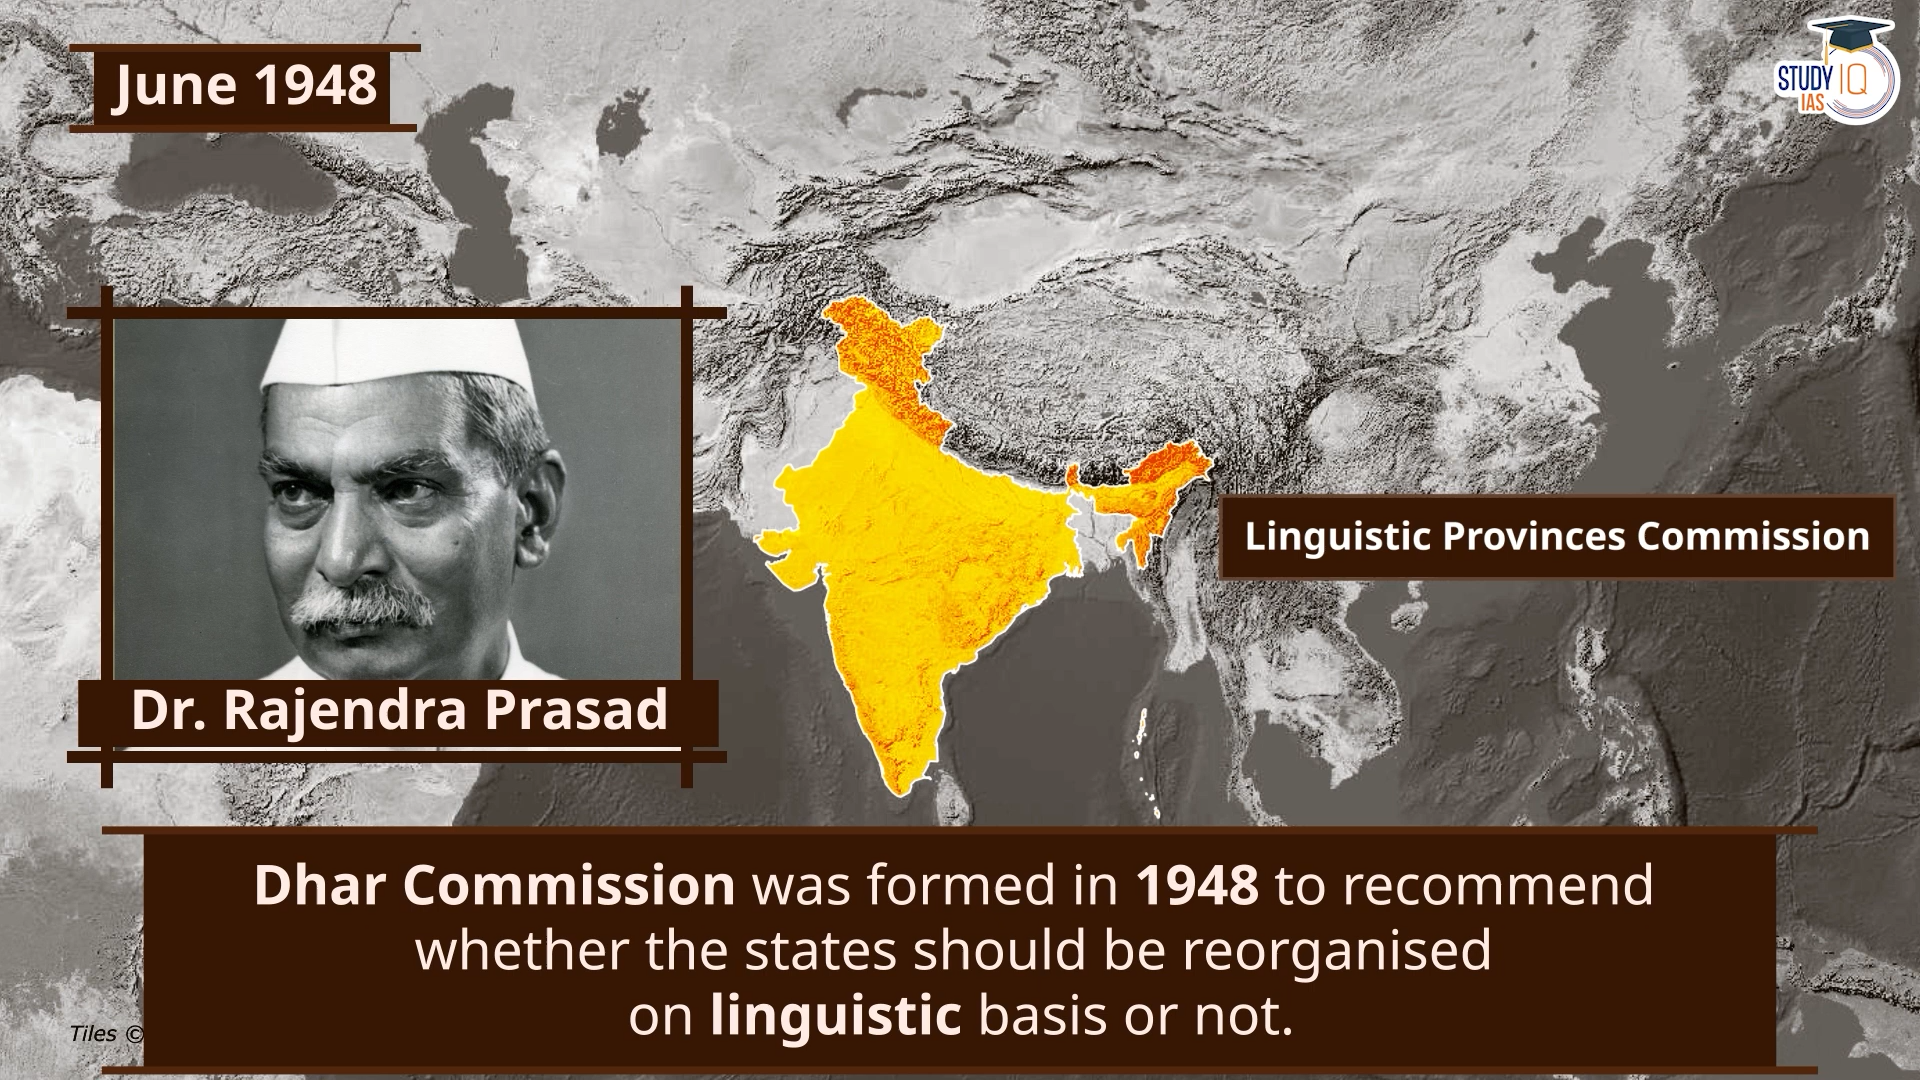 June 1948
STUDY IQ
IAS
Linguistic Provinces Commission
Dr. Rajendra Prasad
Dhar Commission was formed in 1948 to recommend
whether the states should be reorganised
on linguistic basis or not.
Tiles ©